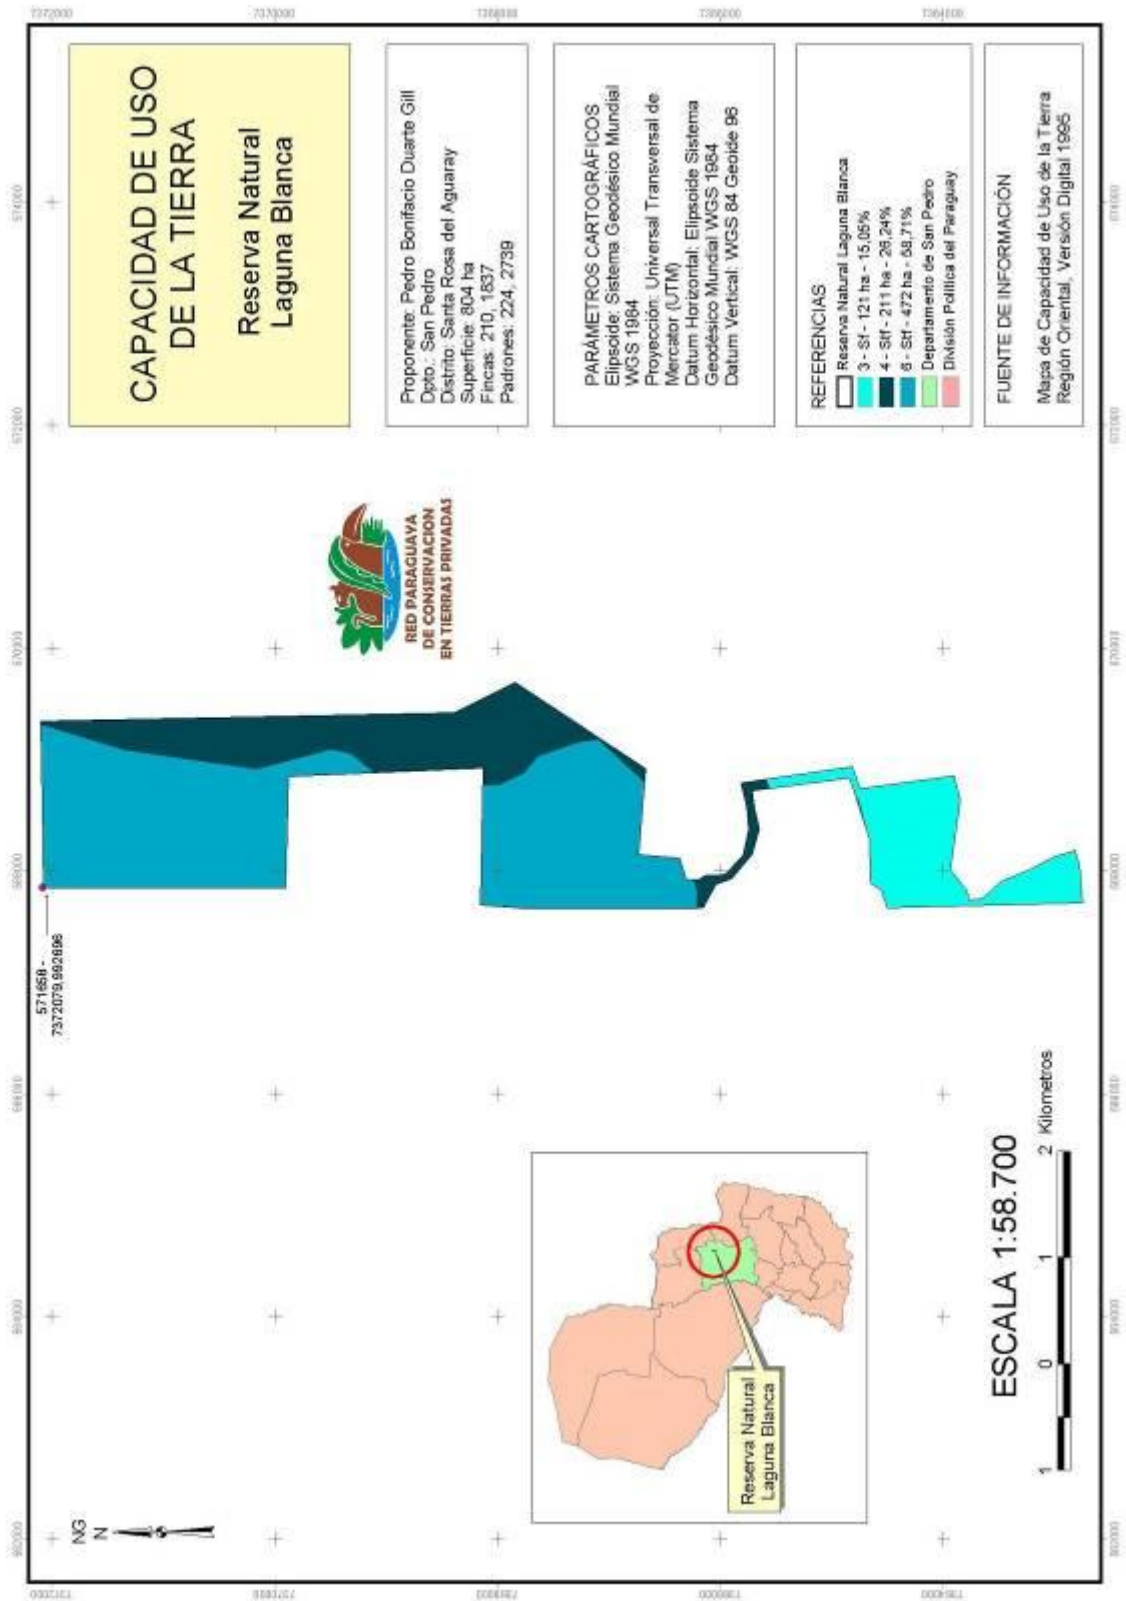 CAPACIDAD DE USO
DE LA TIERRA
Reserva Natural
Laguna Blanca
Proponente: Pedro Bonifacio Duarte Gill
Dpto.: San Pedro
Distrito: Santa Rosa del Aguaray
Superficie: 804 ha
Fincas: 210, 1837
Padrones: 224, 2739
PARÁMETROS CARTOGRÁFICOS
Elipsoide: Sistema Geodésico Mundial
WGS 1984
Proyección: Universal Transversal de
Mercator (UTM)
Datum Horizontal: Elipsoide Sistema
Geodésico Mundial WGS 1984
Datum Vertical: WGS 84 Geoide 96
REFERENCIAS
Reserva Natural Laguna Blanca
3 - Sf - 121 ha - 15,05%
4 - Stf - 211 ha - 26,24%
6 - Stf - 472 ha - 58,71%
Departamento de San Pedro
División Política del Paraguay
FUENTE DE INFORMACIÓN
Mapa de Capacidad de Uso de la Tierra
Región Oriental, Versión Digital 1995
RED PARAGUAYA
DE CONSERVACION
EN TIERRAS PRIVADAS
571658 -
7372079,992696
NG
N
Reserva Natural
Laguna Blanca
ESCALA 1:58.700
1 0 1 2 Kilometros